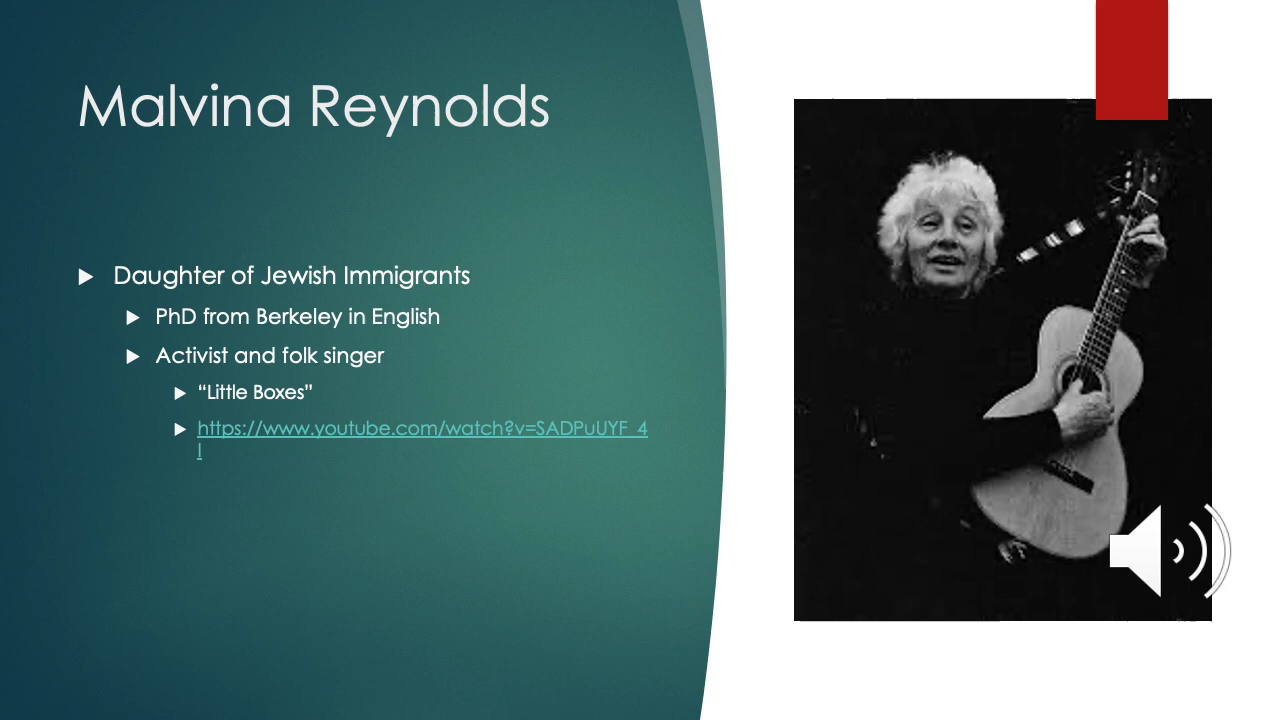 Malvina Reynolds
Daughter of Jewish Immigrants
PhD from Berkeley in English
Activist and folk singer
“Little Boxes”
https://www.youtube.com/watch?v=SADPuUYF_4
I